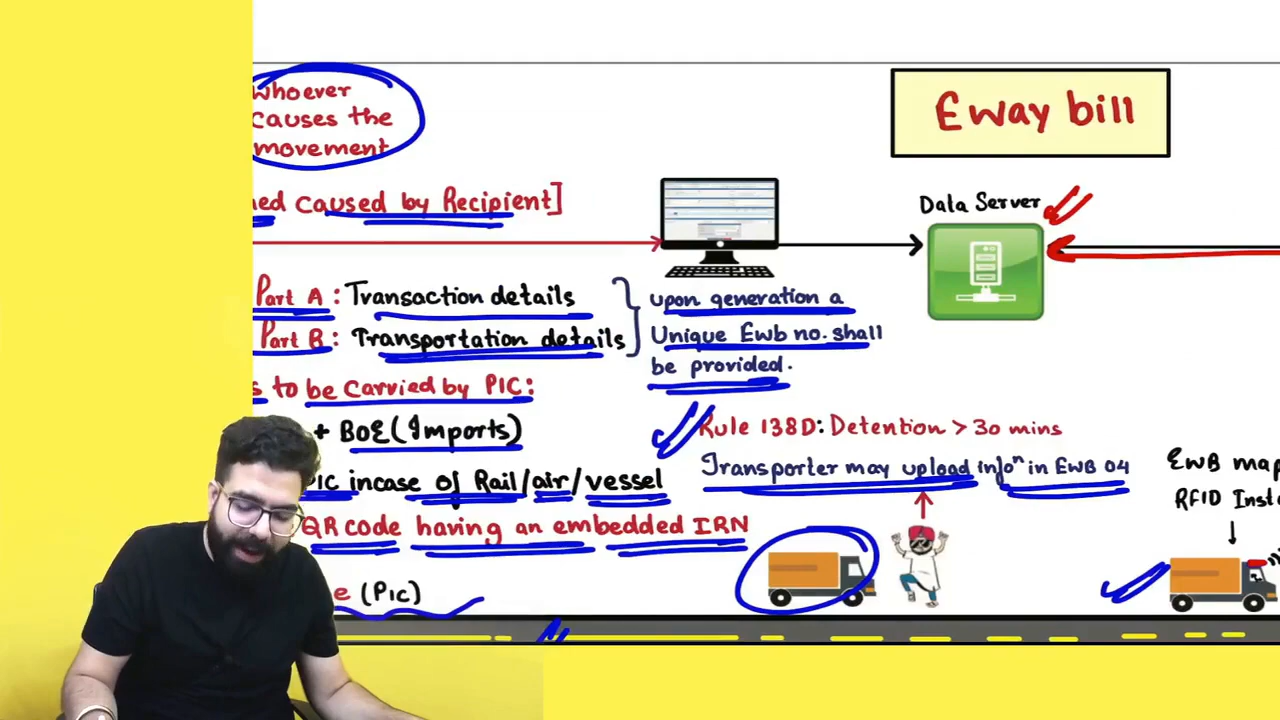 Whoever
causes the
movement
Eway bill
caused by Recipient]
Data Server
Part A : Transaction details
Part B : Transportation details
upon generation a
Unique Ewb no. shall
be provided.
s to be Carried by PIC:
+ BOE (Imports)
Rule 138D: Detention > 30 mins
Transporter may upload infoⁿ in EWB 04
PIC incase of Rail/air/vessel
QR code having an embedded IRN
e (Pic)
EWB map
RFID Insta